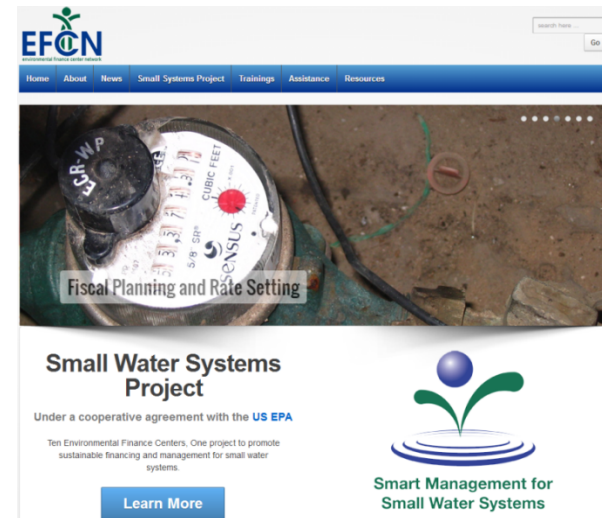 search here ...
Go
EFCN
environmental finance center network
Home About News Small Systems Project Trainings Assistance Resources
ECR-WP
CUBIC FEET
5/8" SR®
SENSUS
Fiscal Planning and Rate Setting
Small Water Systems
Project
Under a cooperative agreement with the US EPA
Ten Environmental Finance Centers, One project to promote
sustainable financing and management for small water
systems.
Learn More
Smart Management for
Small Water Systems